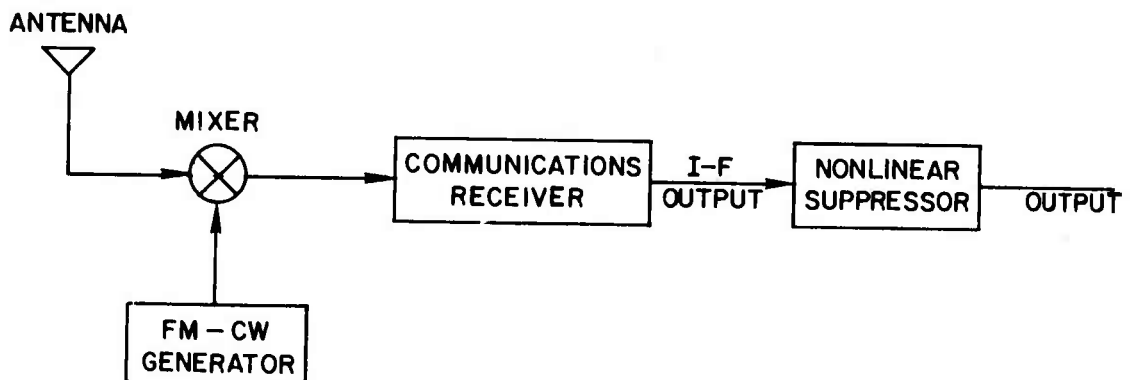 ANTENNA
MIXER
COMMUNICATIONS
RECEIVER
I-F
OUTPUT
NONLINEAR
SUPPRESSOR
OUTPUT
FM-CW
GENERATOR